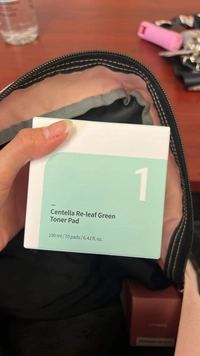 1
Centella Re-leaf Green
Toner Pad
190 ml / 70 pads / 6.42 fl. oz.